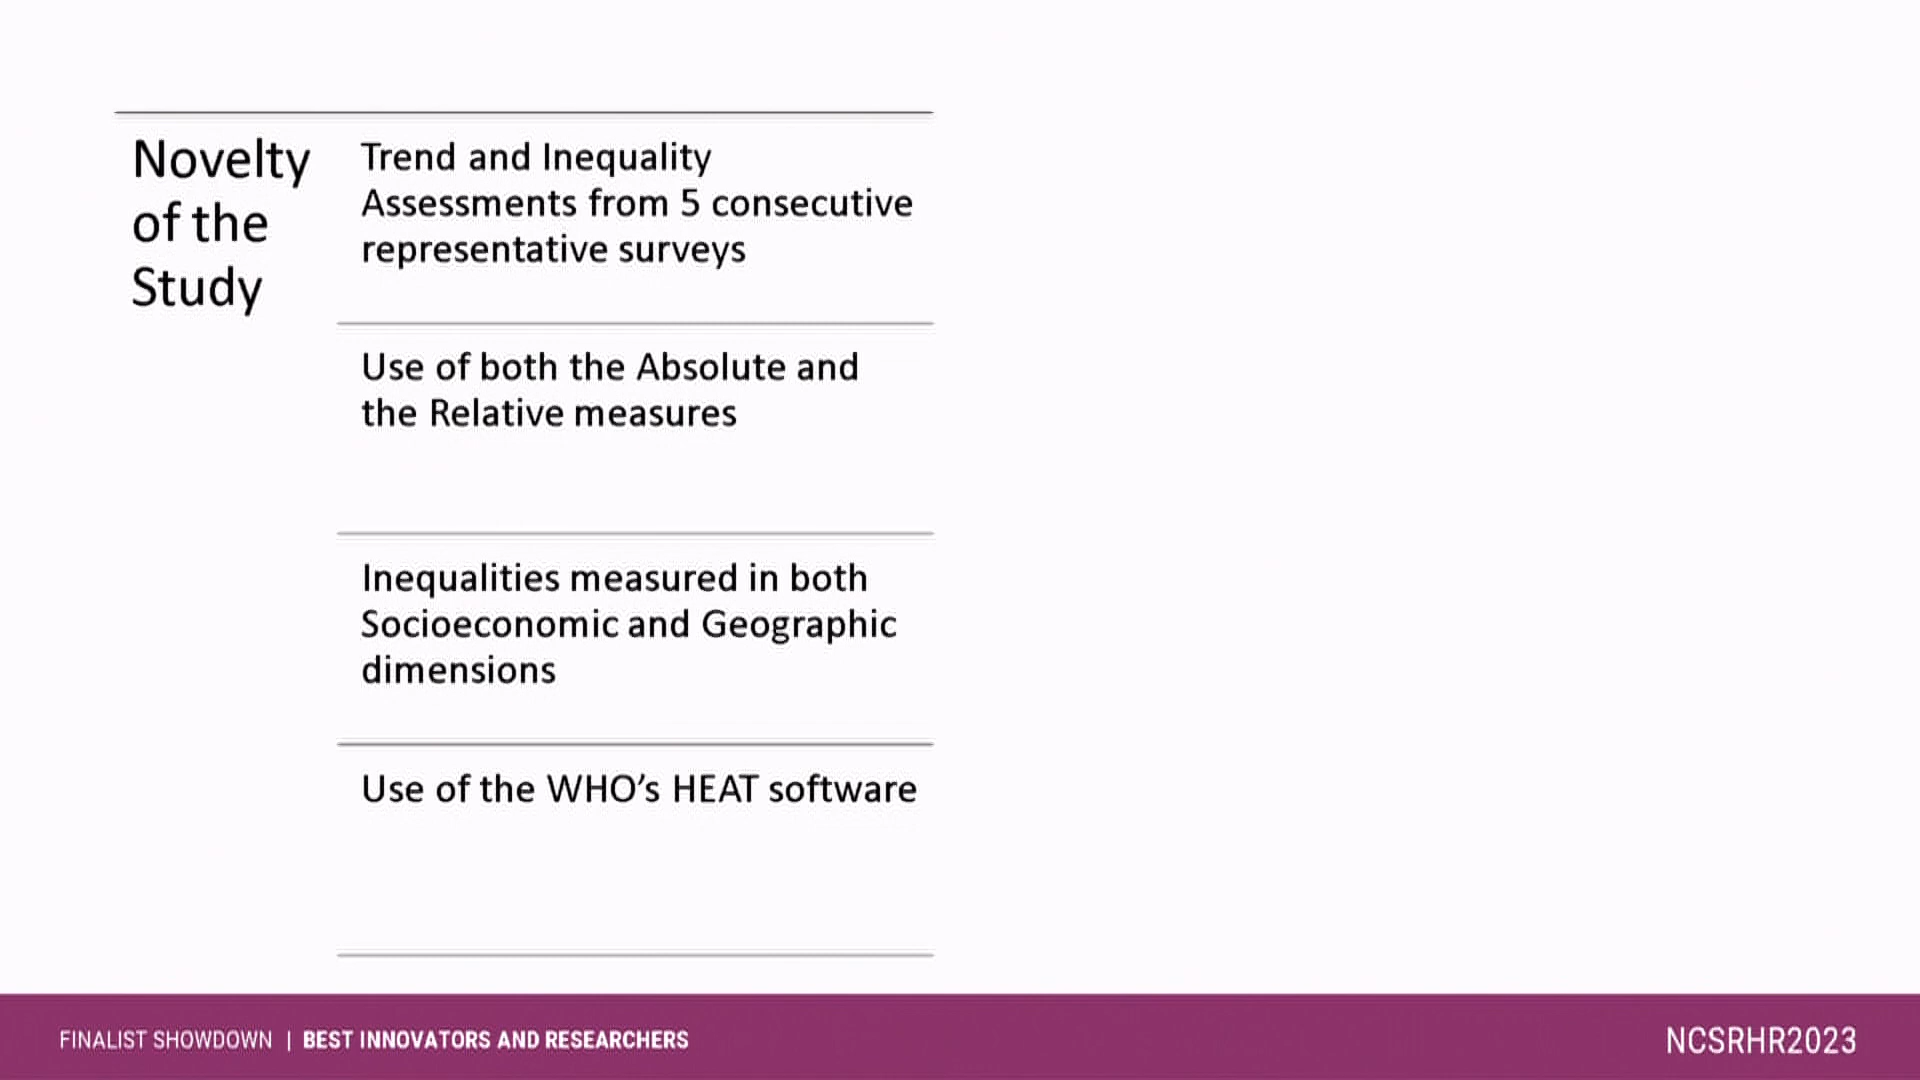 Novelty
of the
Study
Trend and Inequality
Assessments from 5 consecutive
representative surveys
Use of both the Absolute and
the Relative measures
Inequalities measured in both
Socioeconomic and Geographic
dimensions
Use of the WHO’s HEAT software
FINALIST SHOWDOWN | BEST INNOVATORS AND RESEARCHERS
NCSRHR2023